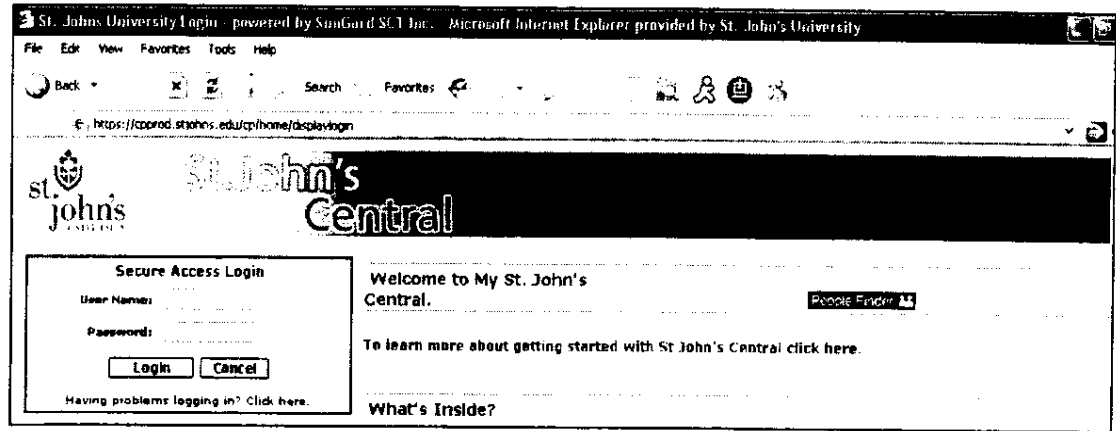 St. Johns University Login - powered by SunGard SCT Inc. - Microsoft Internet Explorer provided by St. John's University
File Edit View Favorites Tools Help
Back Search Favorites
https://cpprod.stjohns.edu/cp/home/displaylogin
st. john's
St. John's
Central
Secure Access Login
User Name:
Password:
Login Cancel
Having problems logging in? Click here.
Welcome to My St. John's
Central.
People Finder
To learn more about getting started with St John's Central click here.
What's Inside?